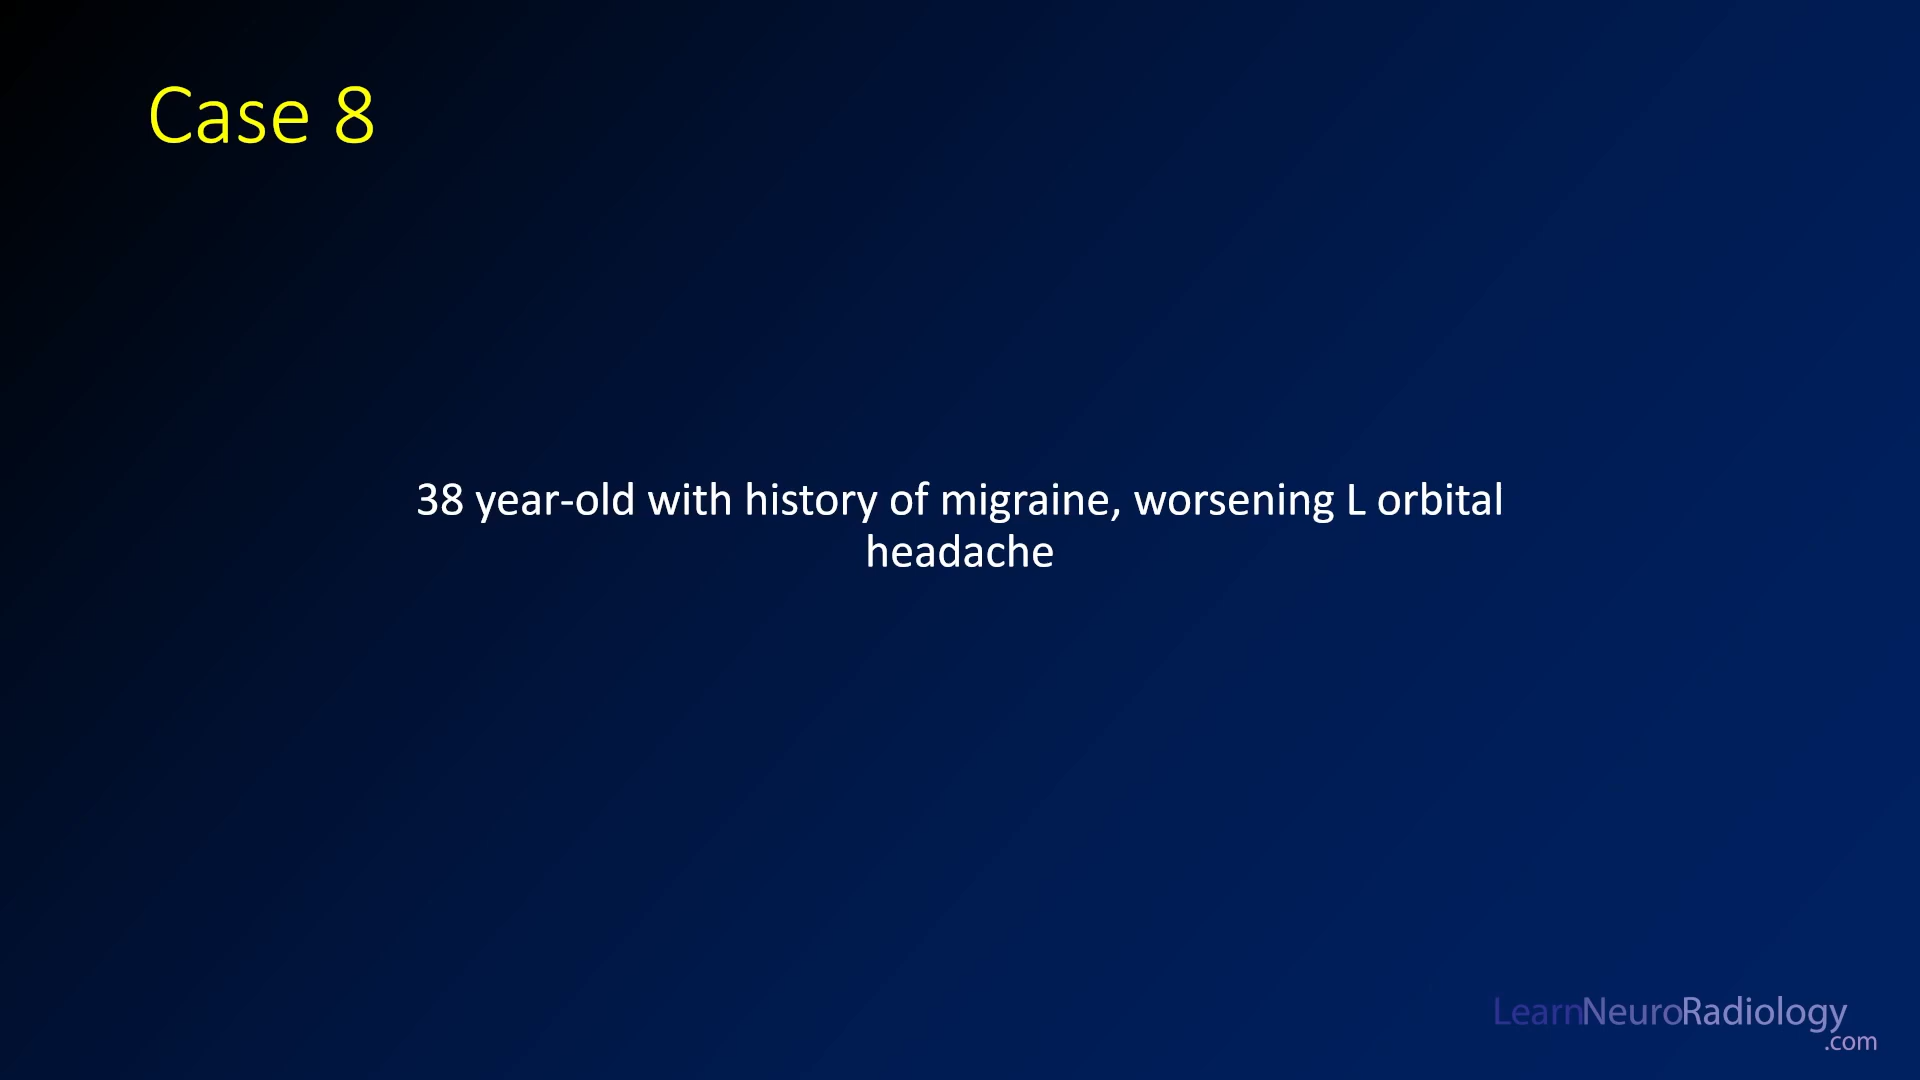 Case 8
38 year-old with history of migraine, worsening L orbital
headache
LearnNeuroRadiology
.com